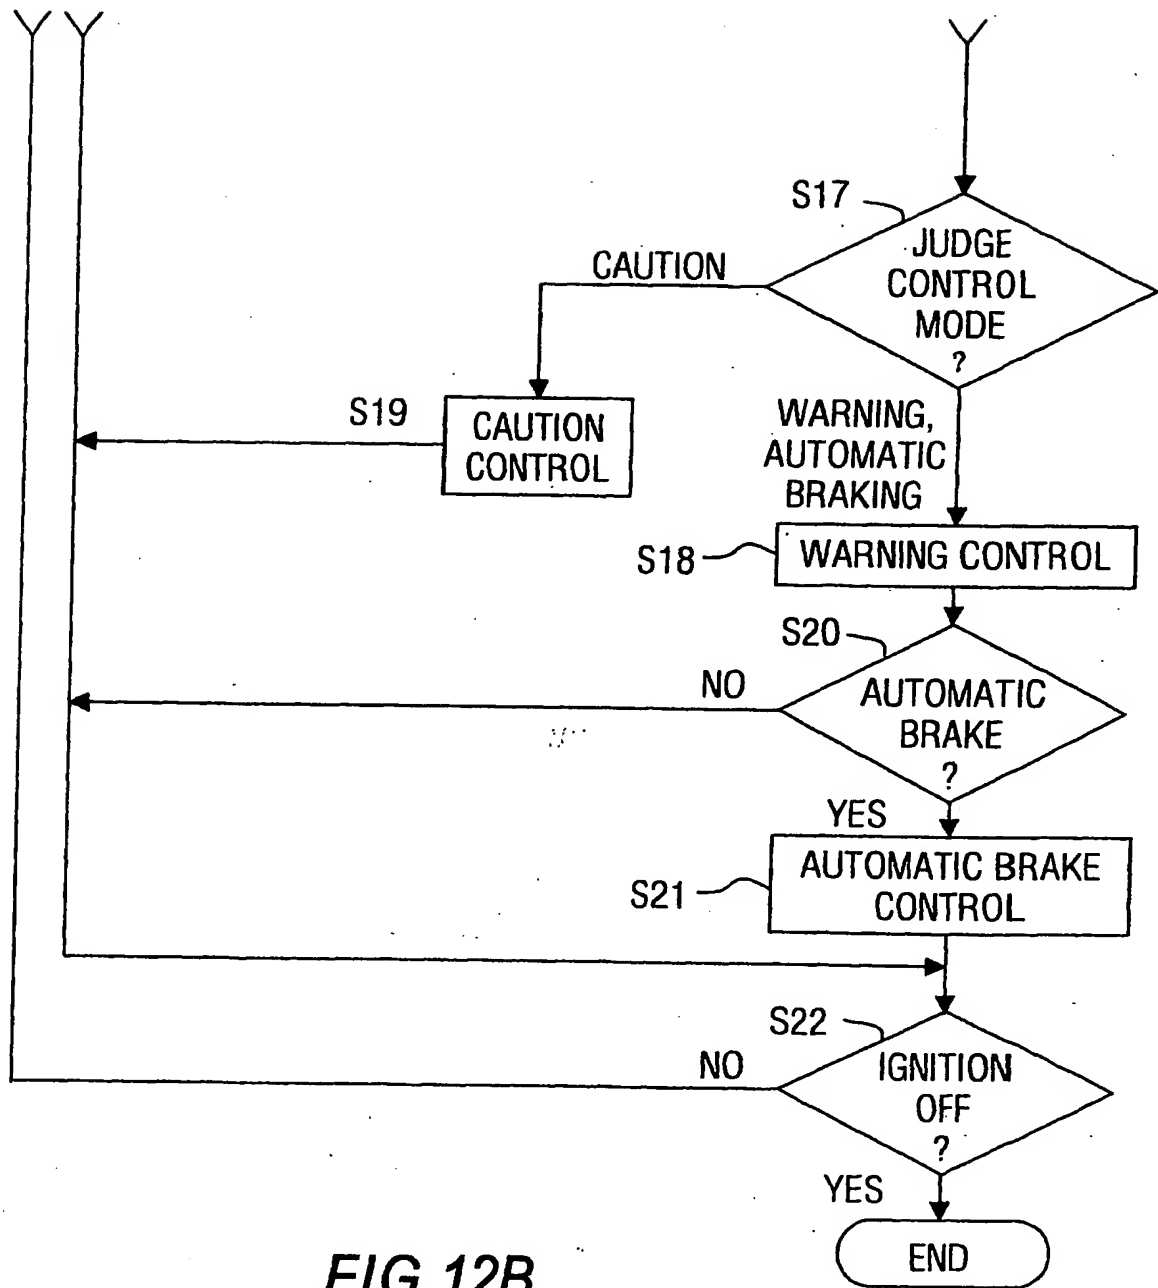 S17
JUDGE
CONTROL
MODE
?
CAUTION
S19
CAUTION
CONTROL
WARNING,
AUTOMATIC
BRAKING
S18
WARNING CONTROL
S20
NO
AUTOMATIC
BRAKE
?
YES
S21
AUTOMATIC BRAKE
CONTROL
S22
NO
IGNITION
OFF
?
YES
END
FIG 12B